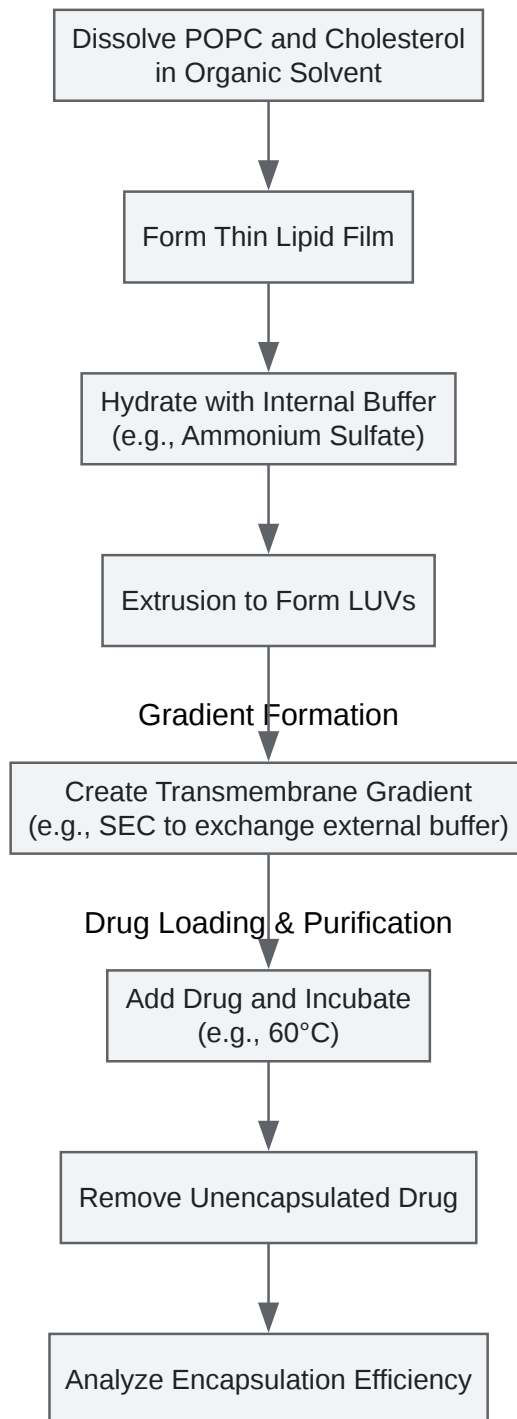 Dissolve POPC and Cholesterol
in Organic Solvent
Form Thin Lipid Film
Hydrate with Internal Buffer
(e.g., Ammonium Sulfate)
Extrusion to Form LUVs
Gradient Formation
Create Transmembrane Gradient
(e.g., SEC to exchange external buffer)
Drug Loading & Purification
Add Drug and Incubate
(e.g., 60°C)
Remove Unencapsulated Drug
Analyze Encapsulation Efficiency